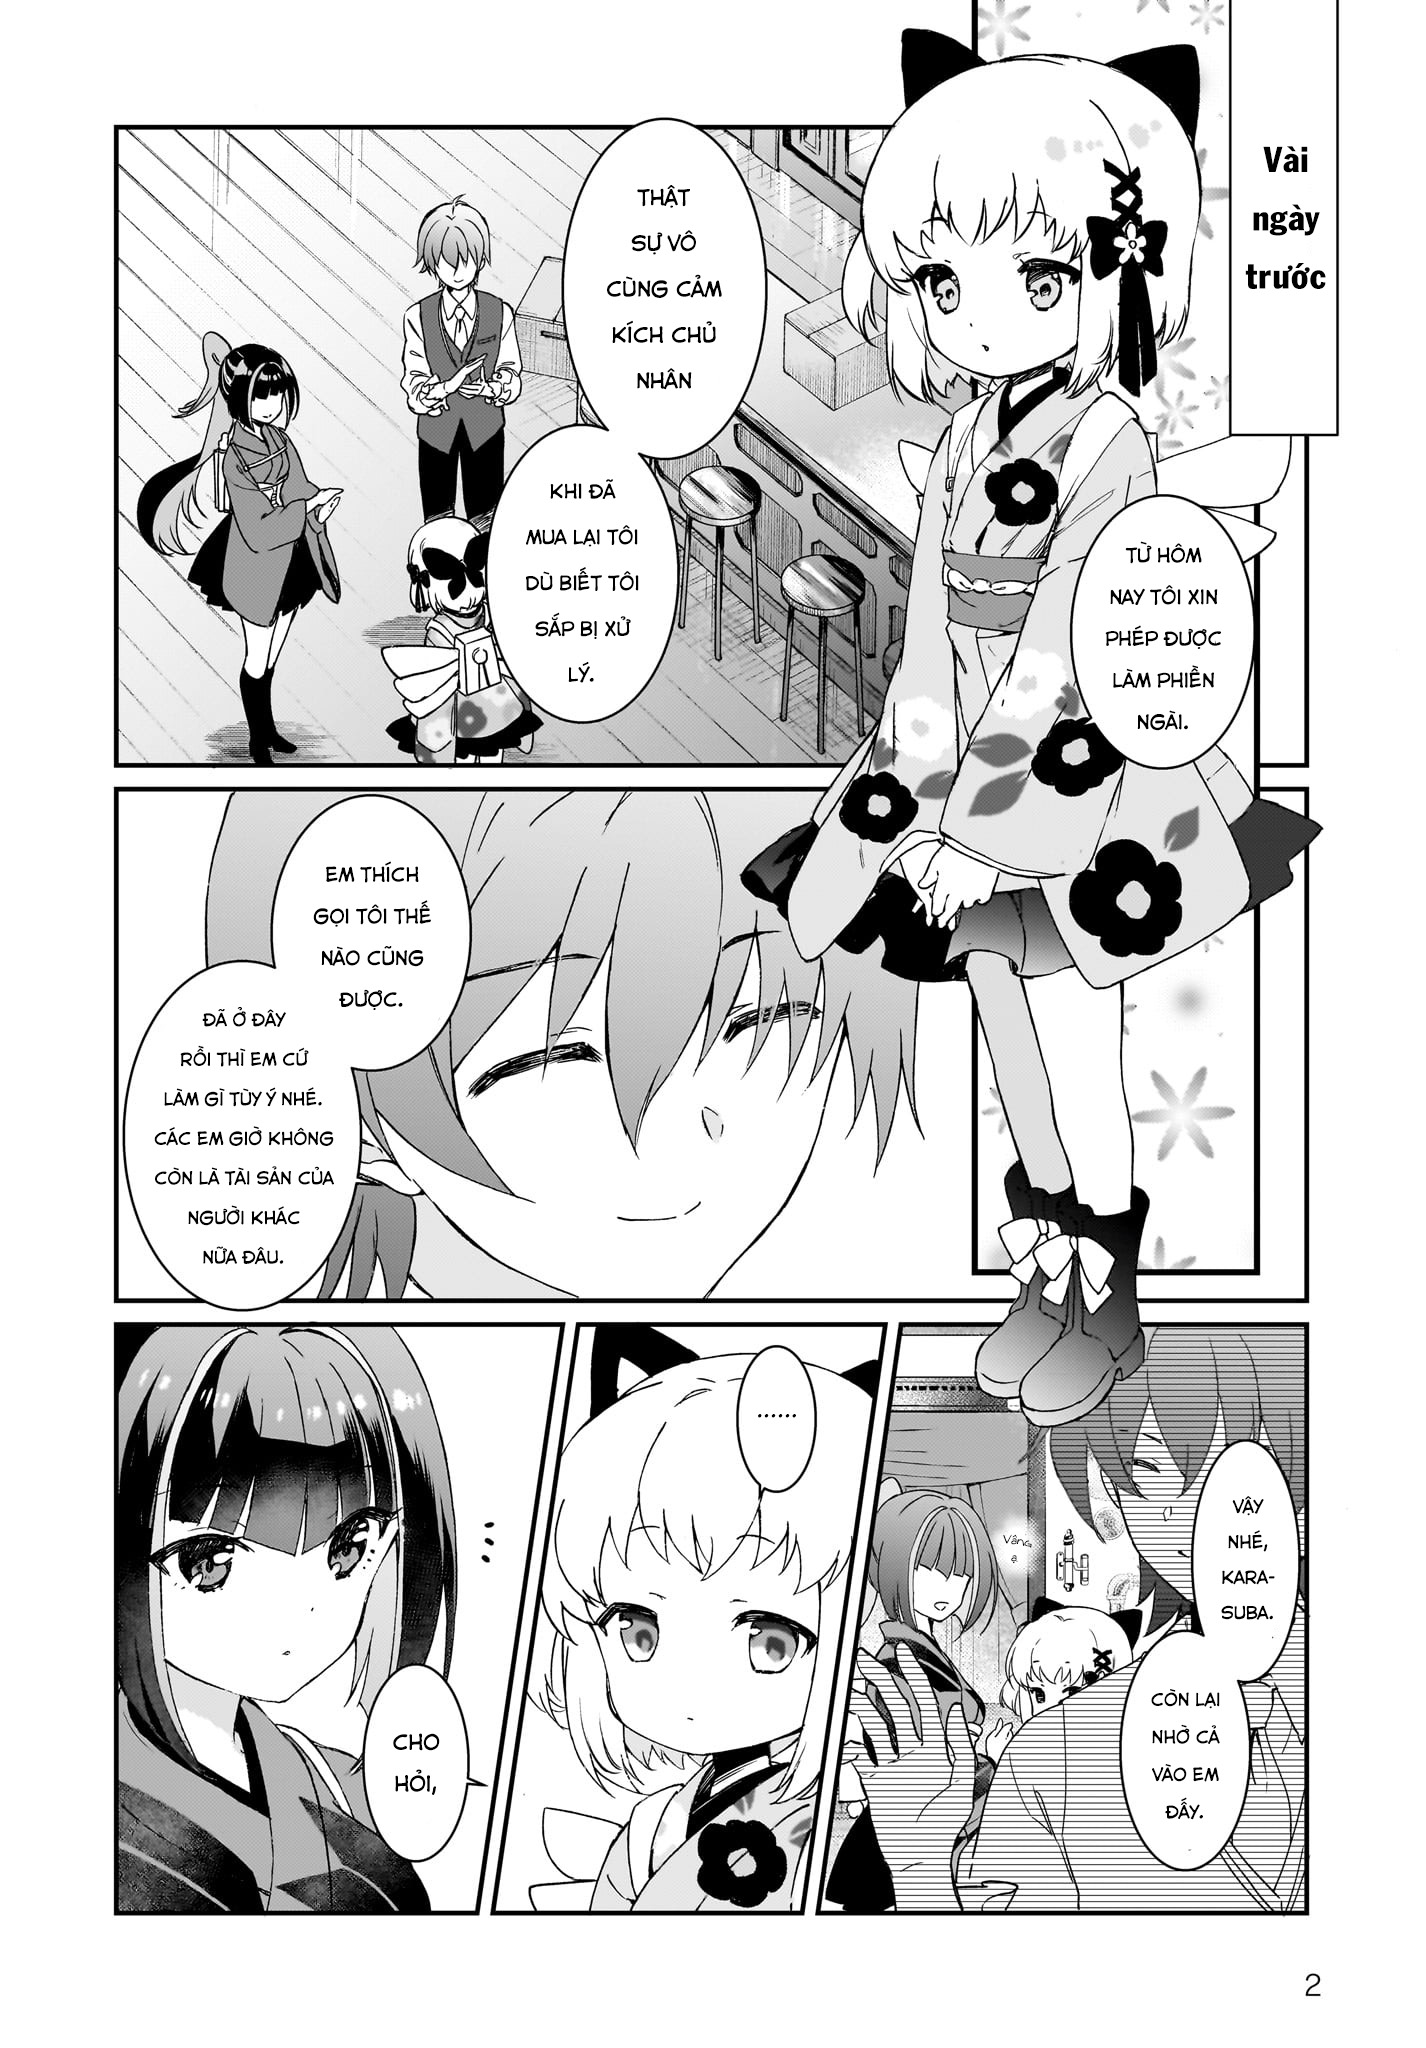 Vài
ngày
trước
TỪ HÔM
NAY TÔI XIN
PHÉP ĐƯỢC
LÀM PHIỀN
NGÀI.
THẬT
SỰ VÔ
CÙNG CẢM
KÍCH CHỦ
NHÂN
KHI ĐÃ
MUA LẠI TÔI
DÙ BIẾT TÔI
SẮP BỊ XỬ
LÝ.
EM THÍCH
GỌI TÔI THẾ
NÀO CŨNG
ĐƯỢC.
ĐÃ Ở ĐÂY
RỒI THÌ EM CỨ
LÀM GÌ TÙY Ý NHÉ.
CÁC EM GIỜ KHÔNG
CÒN LÀ TÀI SẢN CỦA
NGƯỜI KHÁC
NỮA ĐÂU.
VẬY
NHÉ,
KARA-
SUBA.
CÒN LẠI
NHỜ CẢ
VÀO EM
ĐẤY.
Vâng
ạ
......
CHO
HỎI,
2